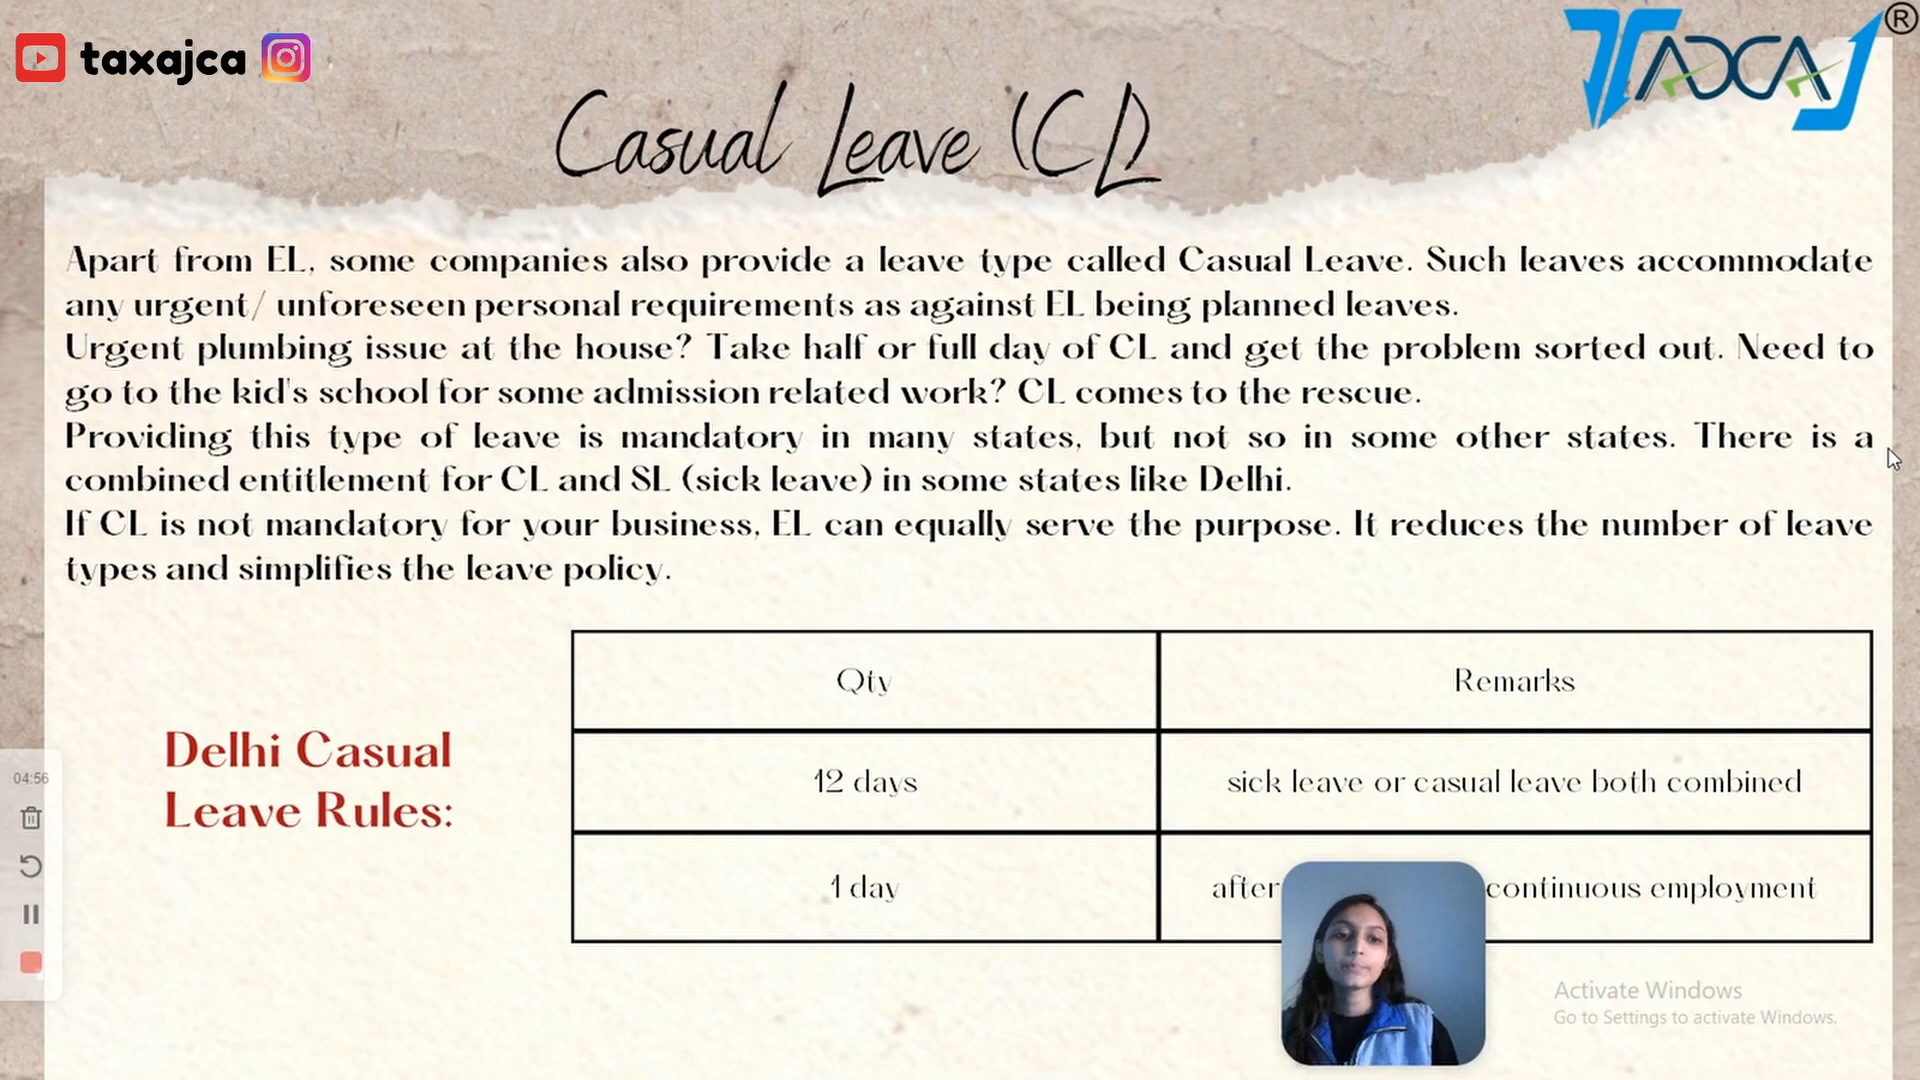 taxajca
TAXAJ
®
Casual Leave (CL)
Apart from EL, some companies also provide a leave type called Casual Leave. Such leaves accommodate
any urgent/ unforeseen personal requirements as against EL being planned leaves.
Urgent plumbing issue at the house? Take half or full day of CL and get the problem sorted out. Need to
go to the kid's school for some admission related work? CL comes to the rescue.
Providing this type of leave is mandatory in many states, but not so in some other states. There is a
combined entitlement for CL and SL (sick leave) in some states like Delhi.
If CL is not mandatory for your business, EL can equally serve the purpose. It reduces the number of leave
types and simplifies the leave policy.
Qty
Remarks
Delhi Casual
Leave Rules:
12 days
sick leave or casual leave both combined
1 day
after continuous employment
04:56
Activate Windows
Go to Settings to activate Windows.